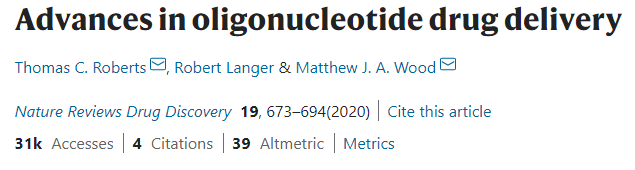 Advances in oligonucleotide drug delivery
Thomas C. Roberts, Robert Langer & Matthew J. A. Wood
Nature Reviews Drug Discovery 19, 673–694(2020) | Cite this article
31k Accesses | 4 Citations | 39 Altmetric | Metrics